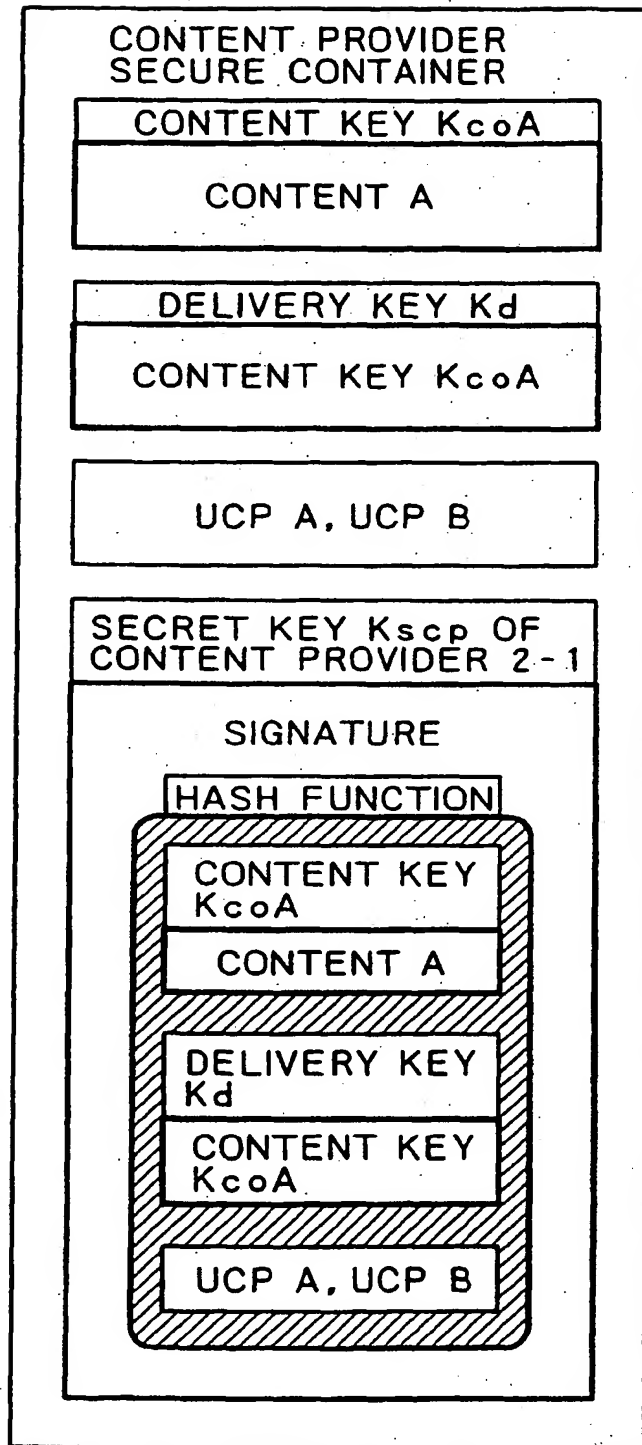 CONTENT PROVIDER
SECURE CONTAINER
CONTENT KEY KcoA
CONTENT A
DELIVERY KEY Kd
CONTENT KEY KcoA
UCP A, UCP B
SECRET KEY Kscp OF
CONTENT PROVIDER 2-1
SIGNATURE
HASH FUNCTION
CONTENT KEY
KcoA
CONTENT A
DELIVERY KEY
Kd
CONTENT KEY
KcoA
UCP A, UCP B